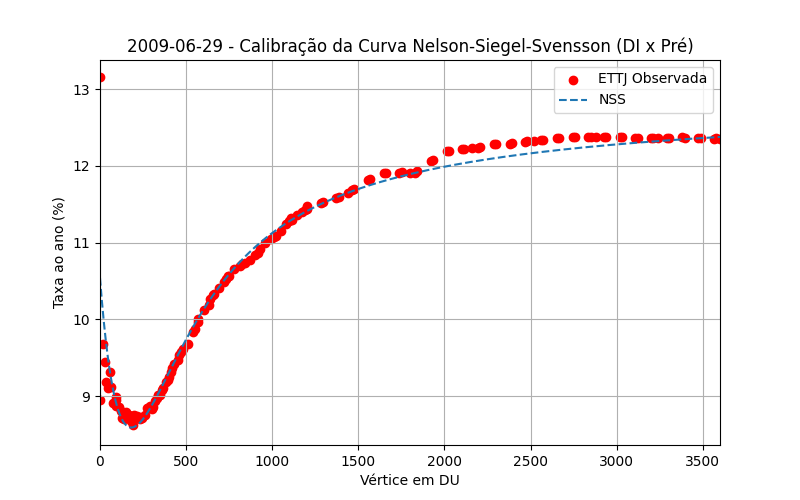 2009-06-29 - Calibração da Curva Nelson-Siegel-Svensson (DI x Pré)
ETTJ Observada
NSS
Taxa ao ano (%)
13
12
11
10
9
0 500 1000 1500 2000 2500 3000 3500
Vértice em DU